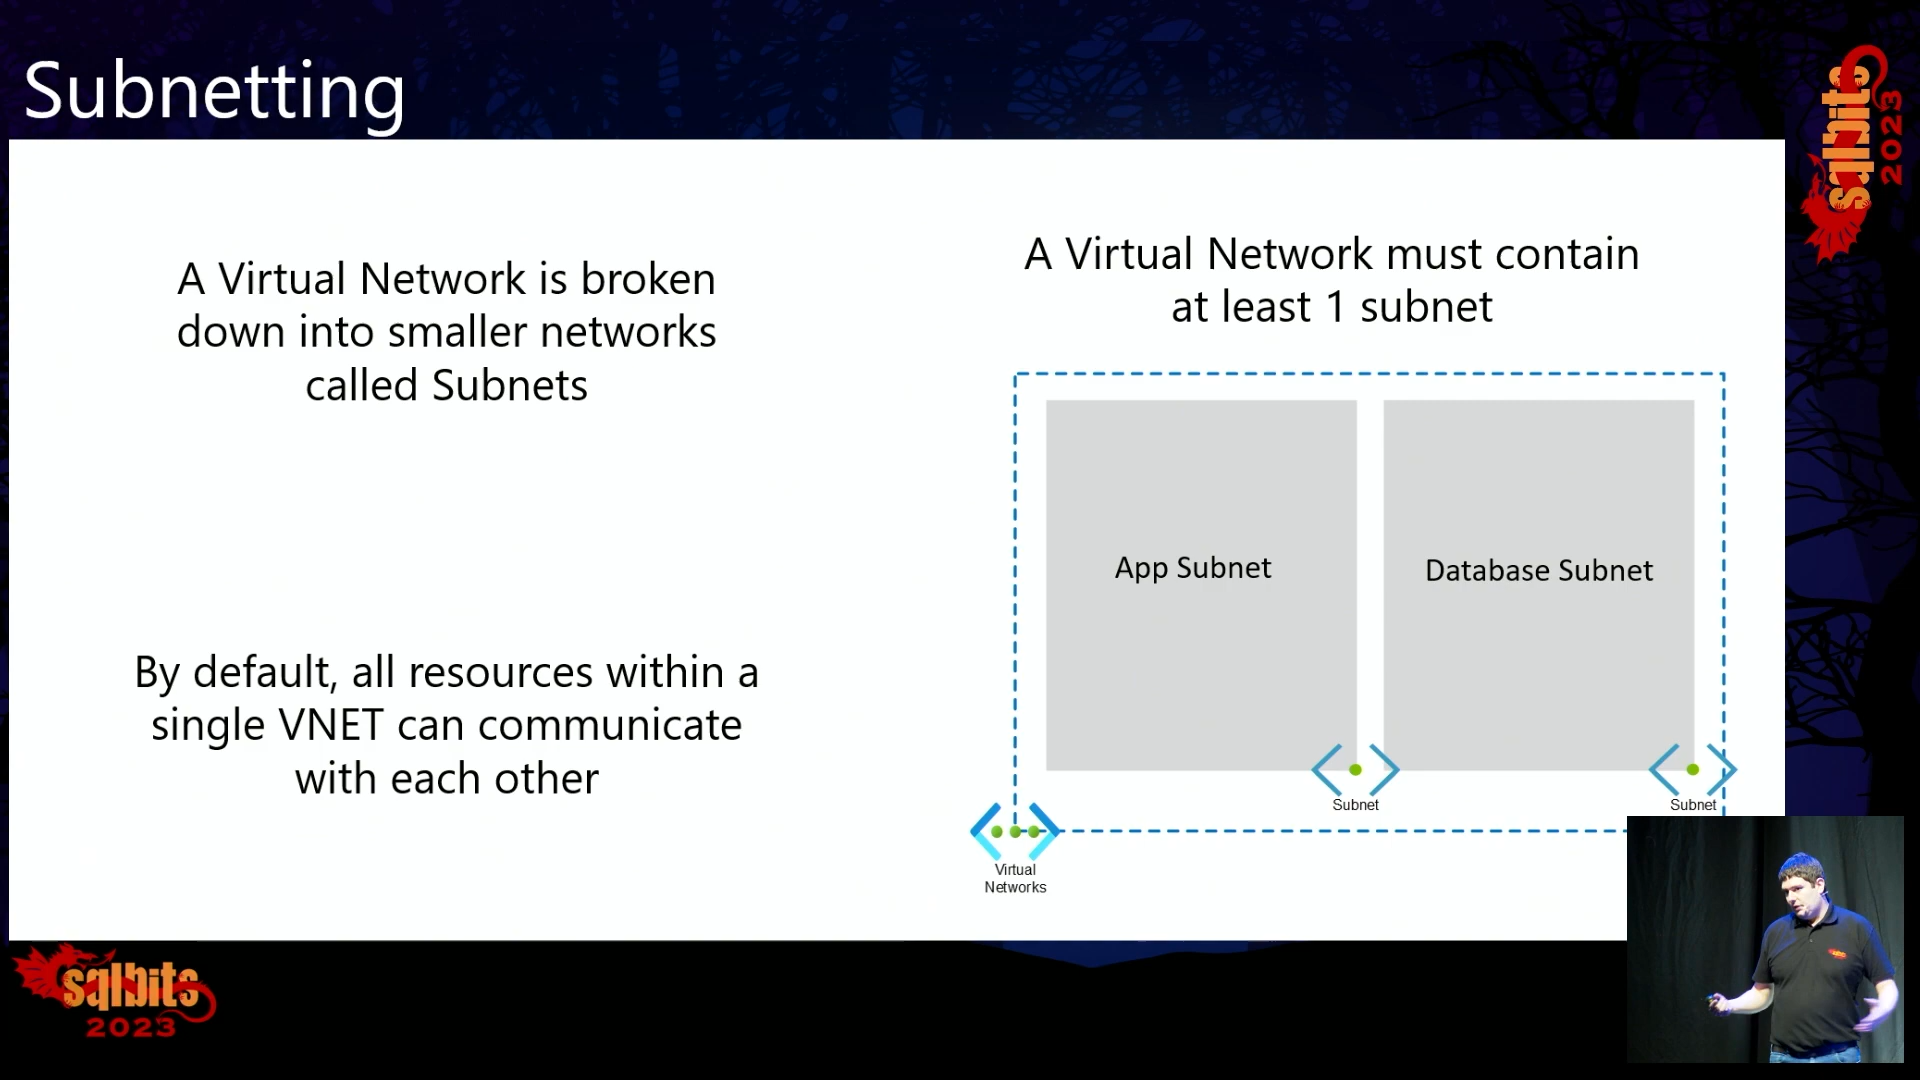 Subnetting
sqlbits
2023
A Virtual Network is broken
down into smaller networks
called Subnets
A Virtual Network must contain
at least 1 subnet
App Subnet
Database Subnet
Subnet
Subnet
By default, all resources within a
single VNET can communicate
with each other
Virtual
Networks
sqlbits
2023